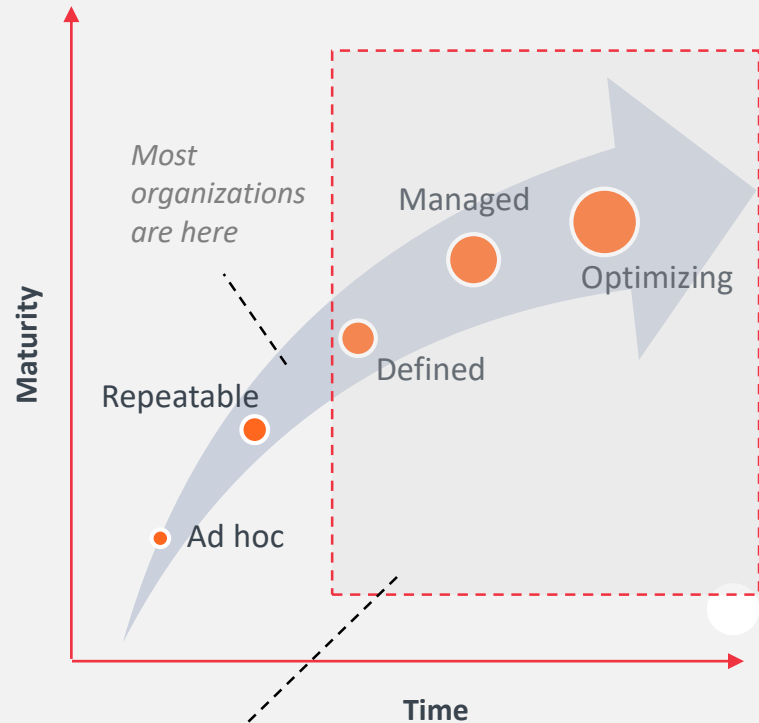 Most
organizations
are here
Managed
Optimizing
Defined
Repeatable
Ad hoc
Maturity
Time